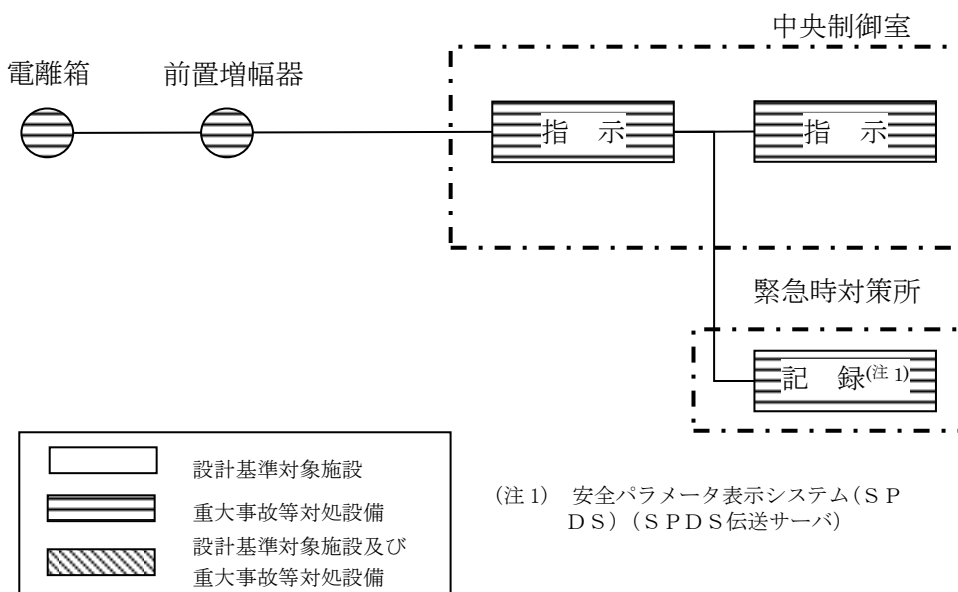 中央制御室
電離箱
前置増幅器
指　示
指　示
緊急時対策所
記　録(注 1)
設計基準対象施設
重大事故等対処設備
設計基準対象施設及び
重大事故等対処設備
(注 1)　安全パラメータ表示システム(ＳＰ
ＤＳ)(ＳＰＤＳ伝送サーバ)